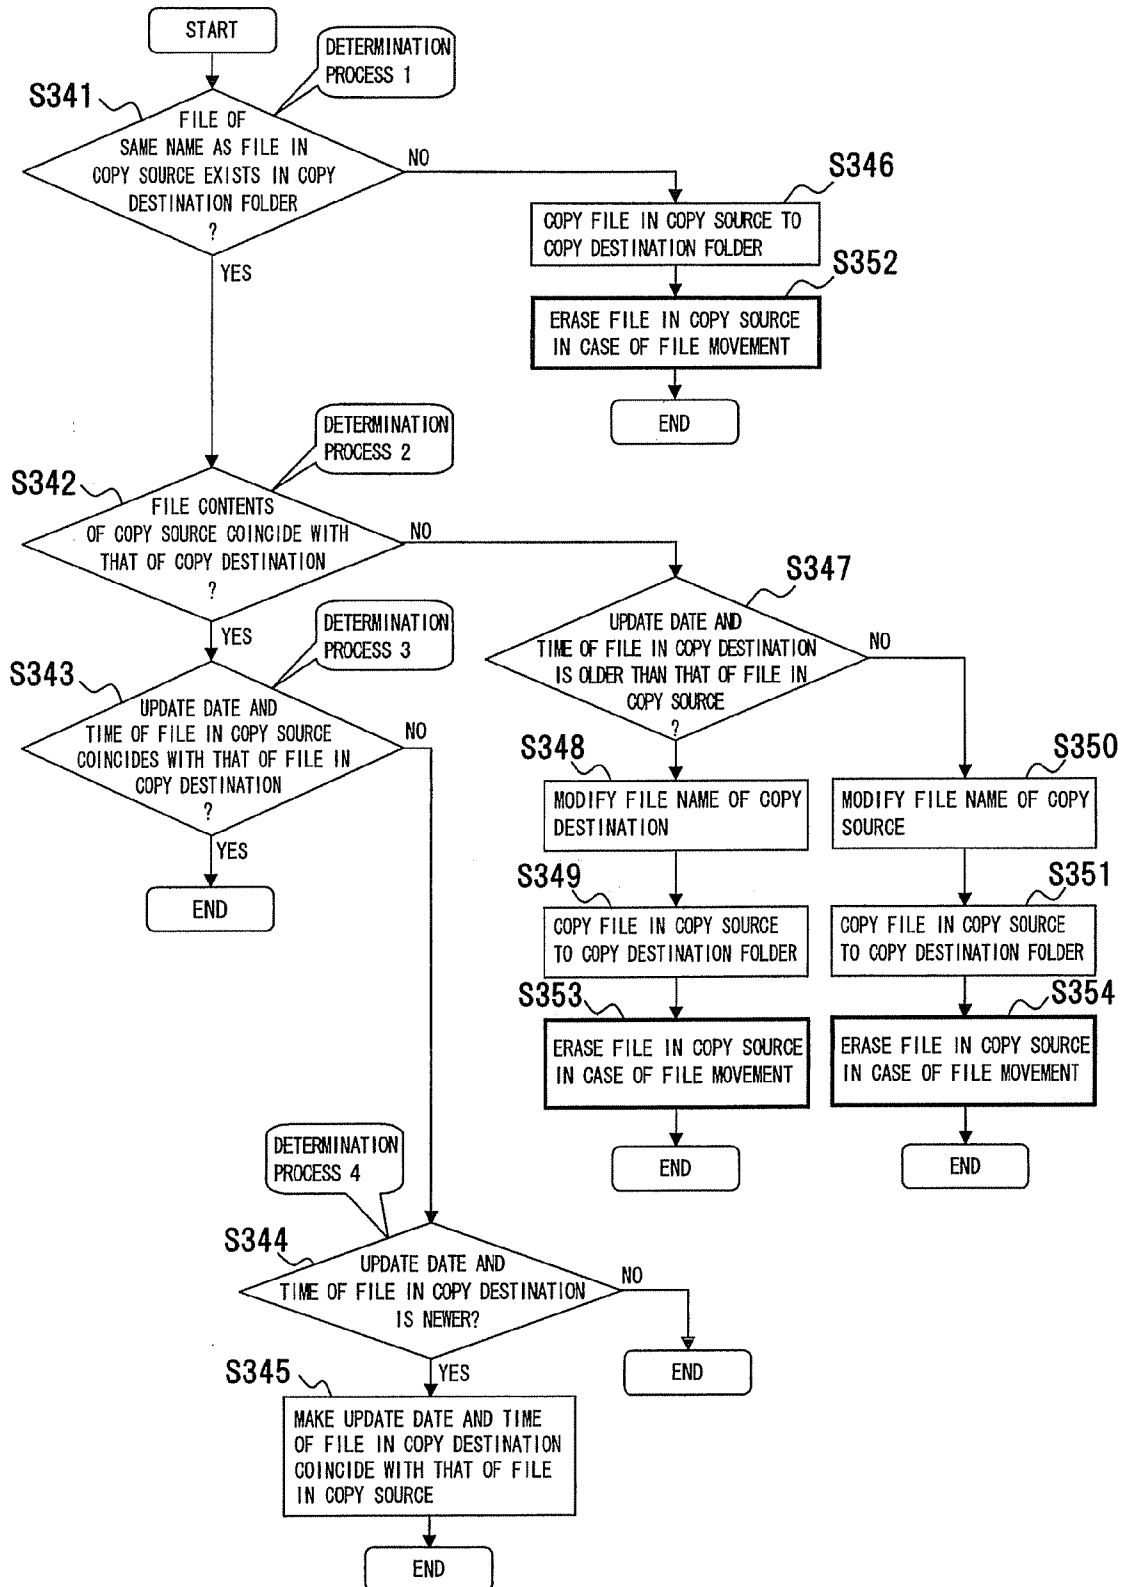 START
DETERMINATION
PROCESS 1
S341
FILE OF
SAME NAME AS FILE IN
COPY SOURCE EXISTS IN COPY
DESTINATION FOLDER
?
NO
YES
S346
COPY FILE IN COPY SOURCE TO
COPY DESTINATION FOLDER
S352
ERASE FILE IN COPY SOURCE
IN CASE OF FILE MOVEMENT
END
DETERMINATION
PROCESS 2
S342
FILE CONTENTS
OF COPY SOURCE COINCIDE WITH
THAT OF COPY DESTINATION
?
NO
YES
S347
UPDATE DATE AND
TIME OF FILE IN COPY DESTINATION
IS OLDER THAN THAT OF FILE IN
COPY SOURCE
?
NO
DETERMINATION
PROCESS 3
S343
UPDATE DATE AND
TIME OF FILE IN COPY SOURCE
COINCIDES WITH THAT OF FILE IN
COPY DESTINATION
?
NO
YES
END
S348
MODIFY FILE NAME OF COPY
DESTINATION
S349
COPY FILE IN COPY SOURCE
TO COPY DESTINATION FOLDER
S353
ERASE FILE IN COPY SOURCE
IN CASE OF FILE MOVEMENT
END
S350
MODIFY FILE NAME OF COPY
SOURCE
S351
COPY FILE IN COPY SOURCE
TO COPY DESTINATION FOLDER
S354
ERASE FILE IN COPY SOURCE
IN CASE OF FILE MOVEMENT
END
DETERMINATION
PROCESS 4
S344
UPDATE DATE AND
TIME OF FILE IN COPY DESTINATION
IS NEWER?
NO
END
YES
S345
MAKE UPDATE DATE AND TIME
OF FILE IN COPY DESTINATION
COINCIDE WITH THAT OF FILE
IN COPY SOURCE
END